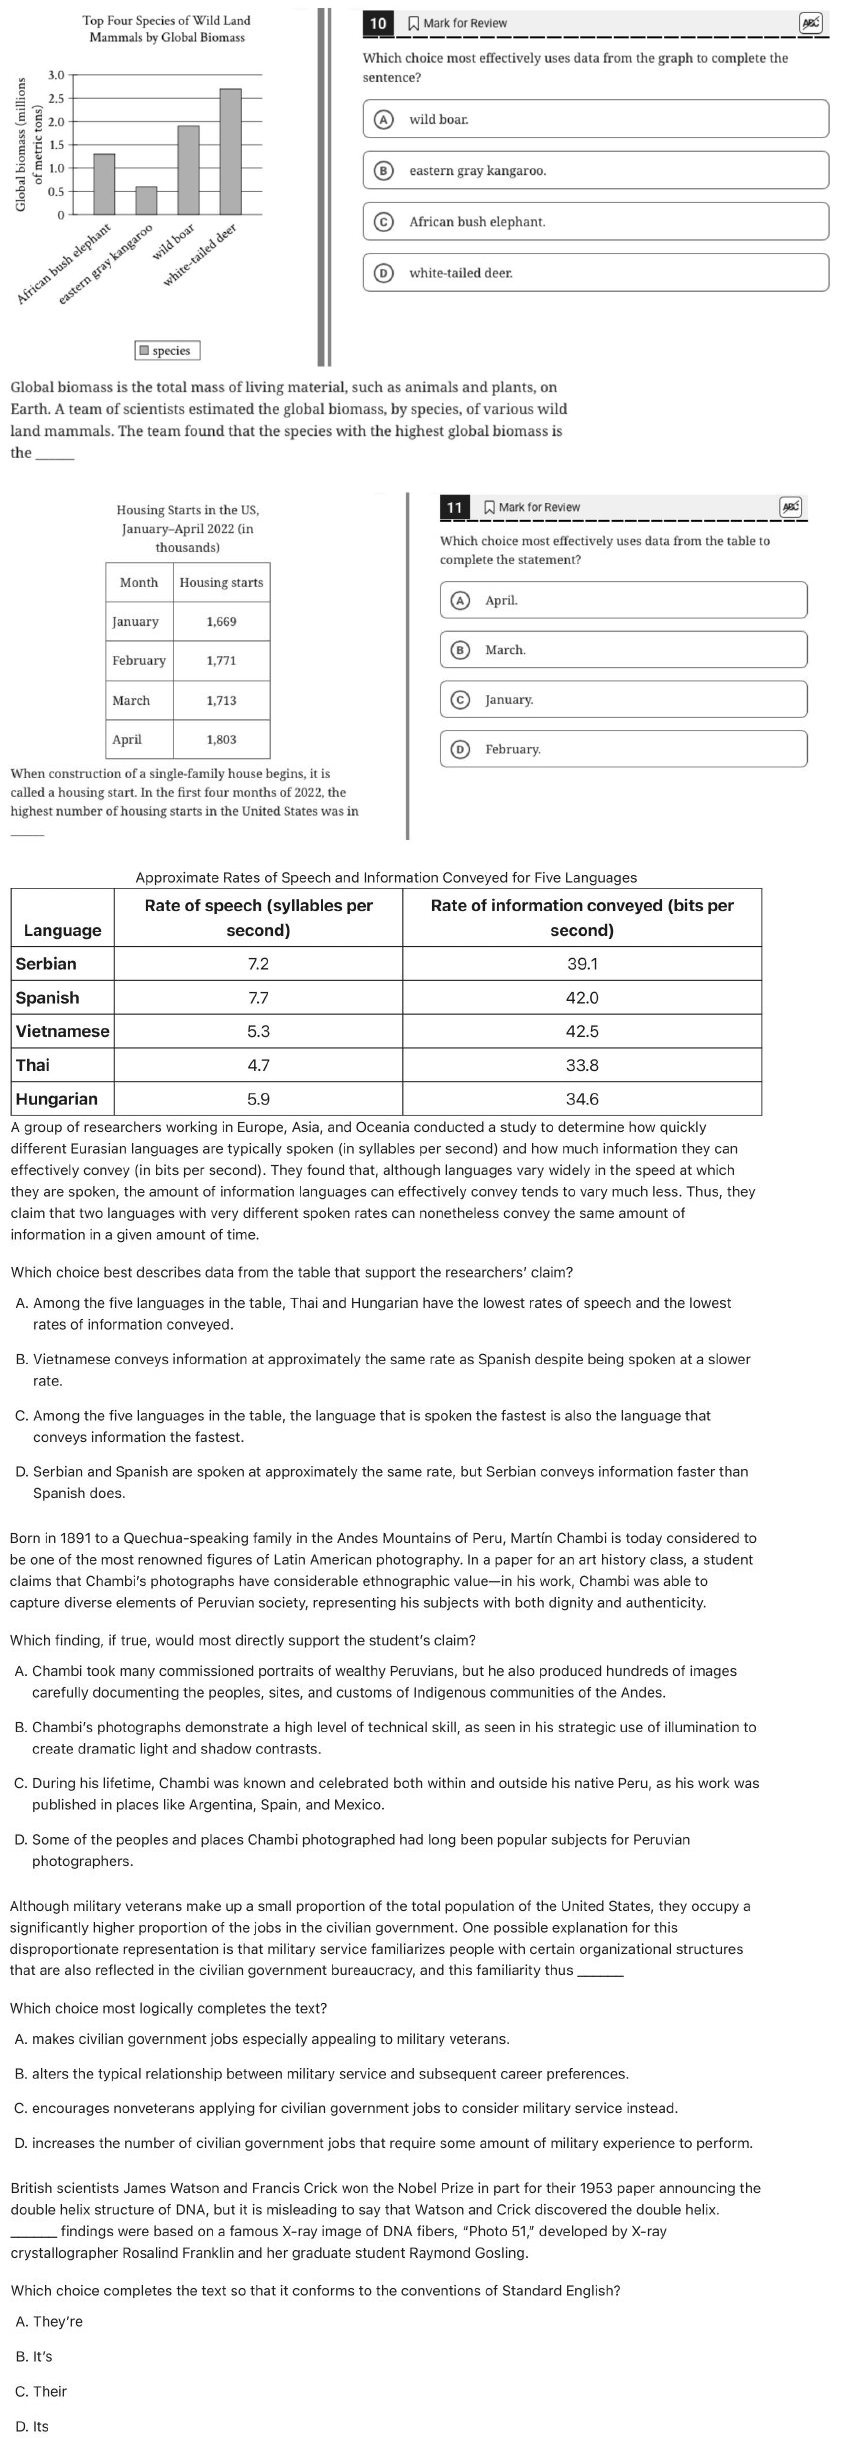 Top Four Species of Wild Land
Mammals by Global Biomass
Global biomass (millions
of metric tons)
3.0
2.5
2.0
1.5
1.0
0.5
0
African bush elephant
eastern gray kangaroo
wild boar
white-tailed deer
species
10 Mark for Review ABC
Which choice most effectively uses data from the graph to complete the
sentence?
A wild boar.
B eastern gray kangaroo.
C African bush elephant.
D white-tailed deer.
Global biomass is the total mass of living material, such as animals and plants, on
Earth. A team of scientists estimated the global biomass, by species, of various wild
land mammals. The team found that the species with the highest global biomass is
the ______
Housing Starts in the US,
January–April 2022 (in
thousands)
Month Housing starts
January 1,669
February 1,771
March 1,713
April 1,803
When construction of a single-family house begins, it is
called a housing start. In the first four months of 2022, the
highest number of housing starts in the United States was in
______
11 Mark for Review ABC
Which choice most effectively uses data from the table to
complete the statement?
A April.
B March.
C January.
D February.
Approximate Rates of Speech and Information Conveyed for Five Languages
Language Rate of speech (syllables per second) Rate of information conveyed (bits per second)
Serbian 7.2 39.1
Spanish 7.7 42.0
Vietnamese 5.3 42.5
Thai 4.7 33.8
Hungarian 5.9 34.6
A group of researchers working in Europe, Asia, and Oceania conducted a study to determine how quickly
different Eurasian languages are typically spoken (in syllables per second) and how much information they can
effectively convey (in bits per second). They found that, although languages vary widely in the speed at which
they are spoken, the amount of information languages can effectively convey tends to vary much less. Thus, they
claim that two languages with very different spoken rates can nonetheless convey the same amount of
information in a given amount of time.
Which choice best describes data from the table that support the researchers' claim?
A. Among the five languages in the table, Thai and Hungarian have the lowest rates of speech and the lowest
rates of information conveyed.
B. Vietnamese conveys information at approximately the same rate as Spanish despite being spoken at a slower
rate.
C. Among the five languages in the table, the language that is spoken the fastest is also the language that
conveys information the fastest.
D. Serbian and Spanish are spoken at approximately the same rate, but Serbian conveys information faster than
Spanish does.
Born in 1891 to a Quechua-speaking family in the Andes Mountains of Peru, Martín Chambi is today considered to
be one of the most renowned figures of Latin American photography. In a paper for an art history class, a student
claims that Chambi's photographs have considerable ethnographic value—in his work, Chambi was able to
capture diverse elements of Peruvian society, representing his subjects with both dignity and authenticity.
Which finding, if true, would most directly support the student's claim?
A. Chambi took many commissioned portraits of wealthy Peruvians, but he also produced hundreds of images
carefully documenting the peoples, sites, and customs of Indigenous communities of the Andes.
B. Chambi's photographs demonstrate a high level of technical skill, as seen in his strategic use of illumination to
create dramatic light and shadow contrasts.
C. During his lifetime, Chambi was known and celebrated both within and outside his native Peru, as his work was
published in places like Argentina, Spain, and Mexico.
D. Some of the peoples and places Chambi photographed had long been popular subjects for Peruvian
photographers.
Although military veterans make up a small proportion of the total population of the United States, they occupy a
significantly higher proportion of the jobs in the civilian government. One possible explanation for this
disproportionate representation is that military service familiarizes people with certain organizational structures
that are also reflected in the civilian government bureaucracy, and this familiarity thus ______
Which choice most logically completes the text?
A. makes civilian government jobs especially appealing to military veterans.
B. alters the typical relationship between military service and subsequent career preferences.
C. encourages nonveterans applying for civilian government jobs to consider military service instead.
D. increases the number of civilian government jobs that require some amount of military experience to perform.
British scientists James Watson and Francis Crick won the Nobel Prize in part for their 1953 paper announcing the
double helix structure of DNA, but it is misleading to say that Watson and Crick discovered the double helix.
______ findings were based on a famous X-ray image of DNA fibers, "Photo 51," developed by X-ray
crystallographer Rosalind Franklin and her graduate student Raymond Gosling.
Which choice completes the text so that it conforms to the conventions of Standard English?
A. They're
B. It's
C. Their
D. Its